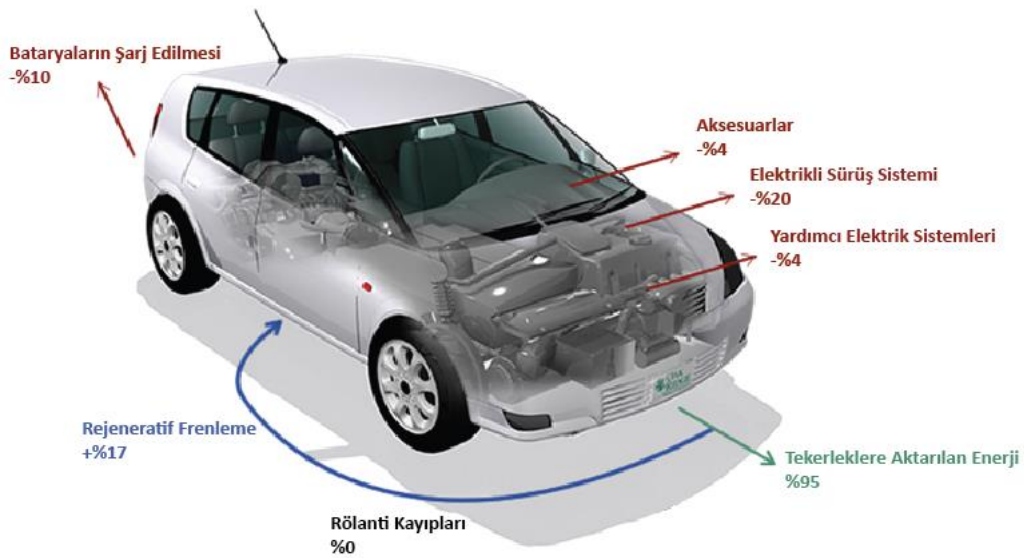 Bataryaların Şarj Edilmesi
-%10
Aksesuarlar
-%4
Elektrikli Sürüş Sistemi
-%20
Yardımcı Elektrik Sistemleri
-%4
Rejeneratif Frenleme
+%17
Tekerleklere Aktarılan Enerji
%95
Rölanti Kayıpları
%0